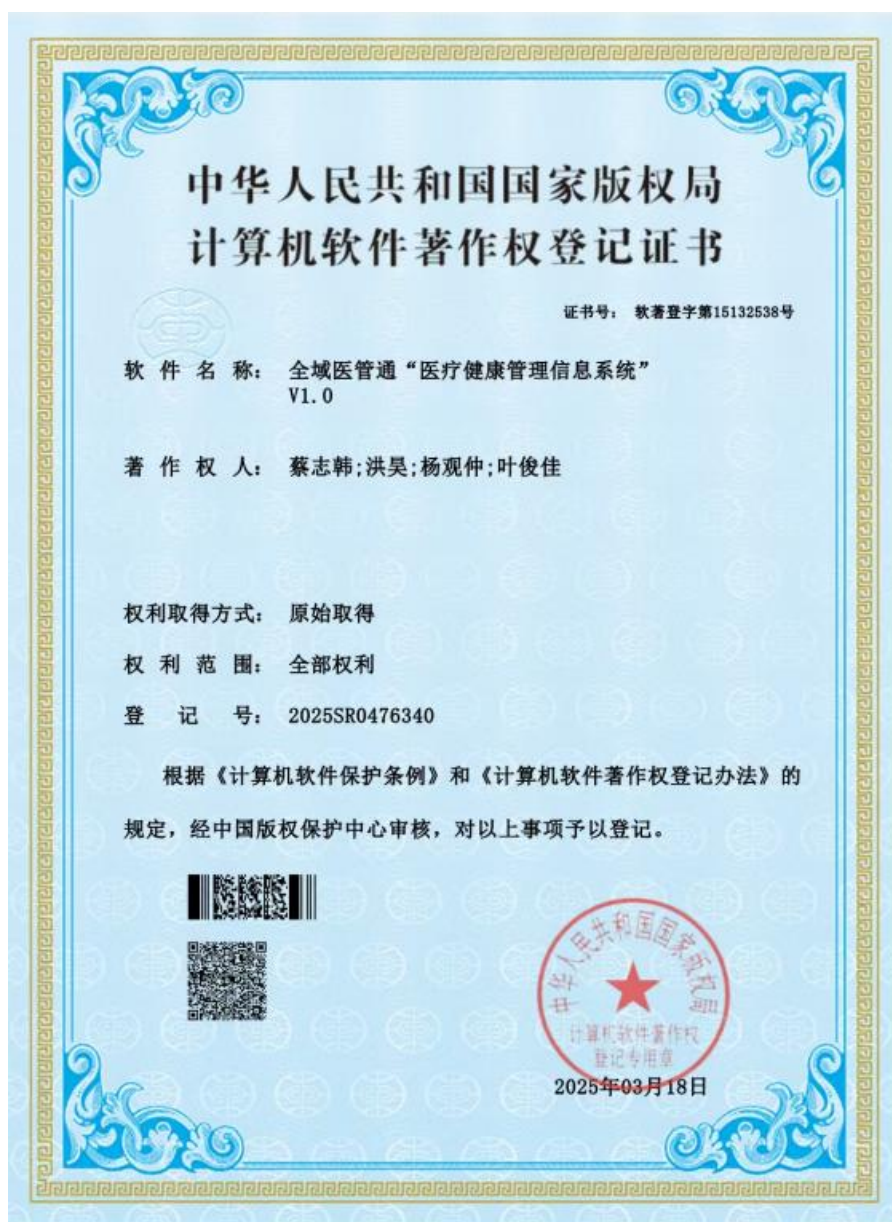 中华人民共和国国家版权局
计算机软件著作权登记证书
证书号： 软著登字第15132538号
软件名称： 全域医管通“医疗健康管理信息系统”
V1.0
著作权人： 蔡志韩;洪昊;杨观仲;叶俊佳
权利取得方式： 原始取得
权利范围： 全部权利
登记号： 2025SR0476340
根据《计算机软件保护条例》和《计算机软件著作权登记办法》的
规定，经中国版权保护中心审核，对以上事项予以登记。
中华人民共和国国家版权局
计算机软件著作权
登记专用章
2025年03月18日